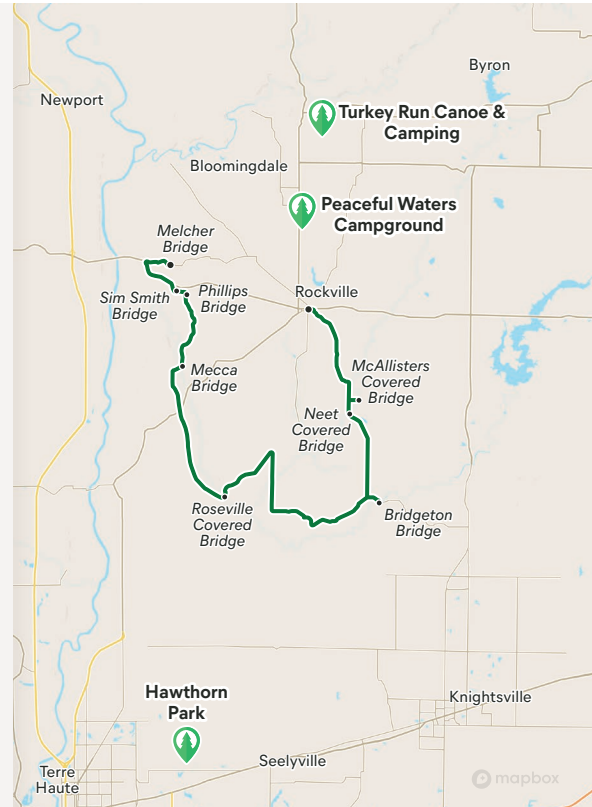 Byron
Newport
Turkey Run Canoe &
Camping
Bloomingdale
Peaceful Waters
Campground
Melcher
Bridge
Sim Smith
Bridge
Phillips
Bridge
Rockville
Mecca
Bridge
McAllisters
Covered
Bridge
Neet
Covered
Bridge
Roseville
Covered
Bridge
Bridgeton
Bridge
Hawthorn
Park
Knightsville
Seelyville
Terre
Haute
mapbox